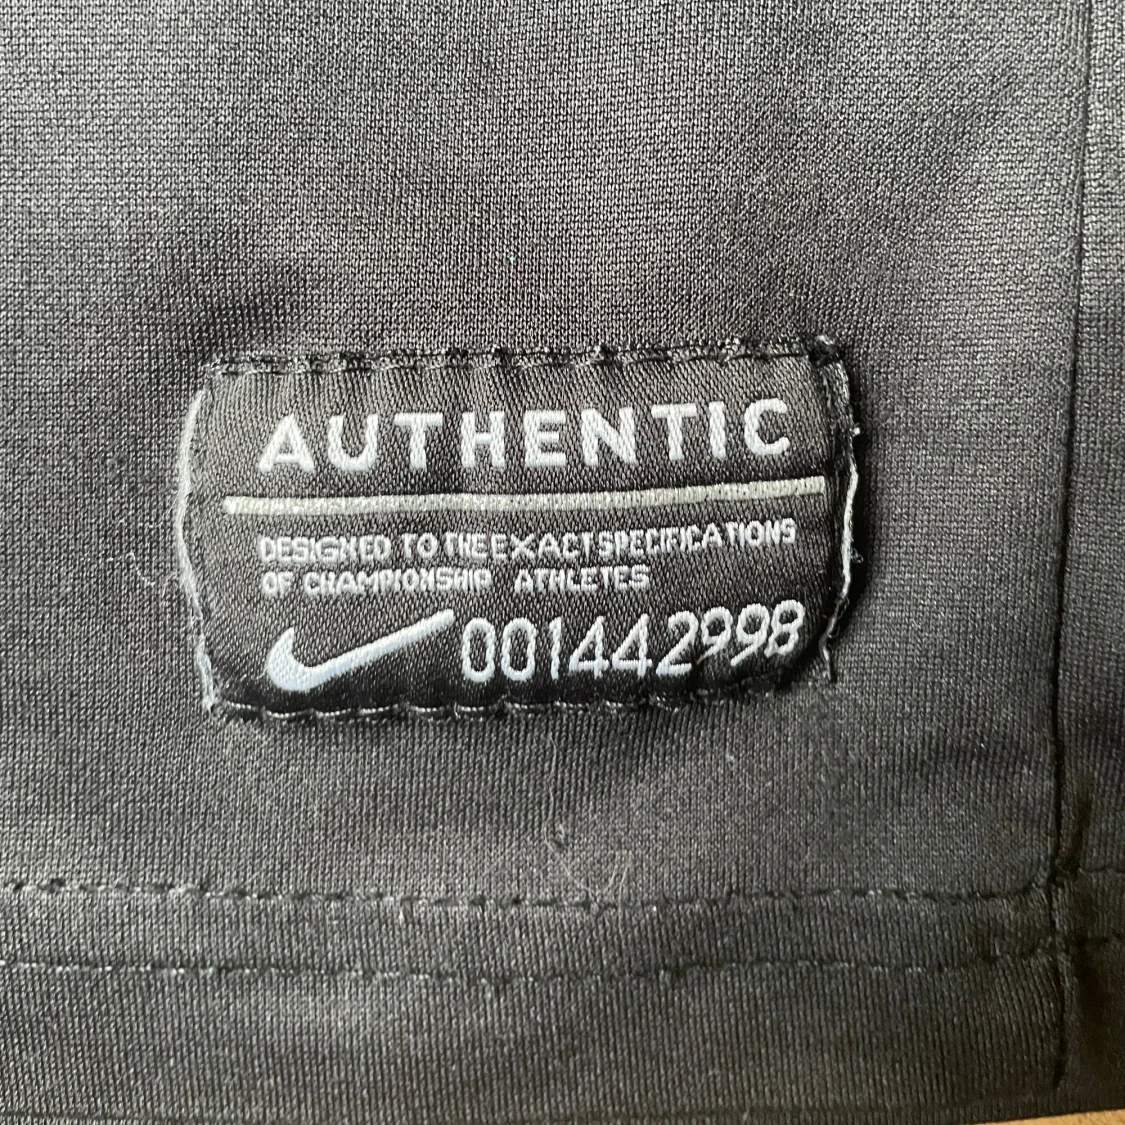 AUTHENTIC
DESIGNED TO THE EXACT SPECIFICATIONS
OF CHAMPIONSHIP ATHLETES
001442998